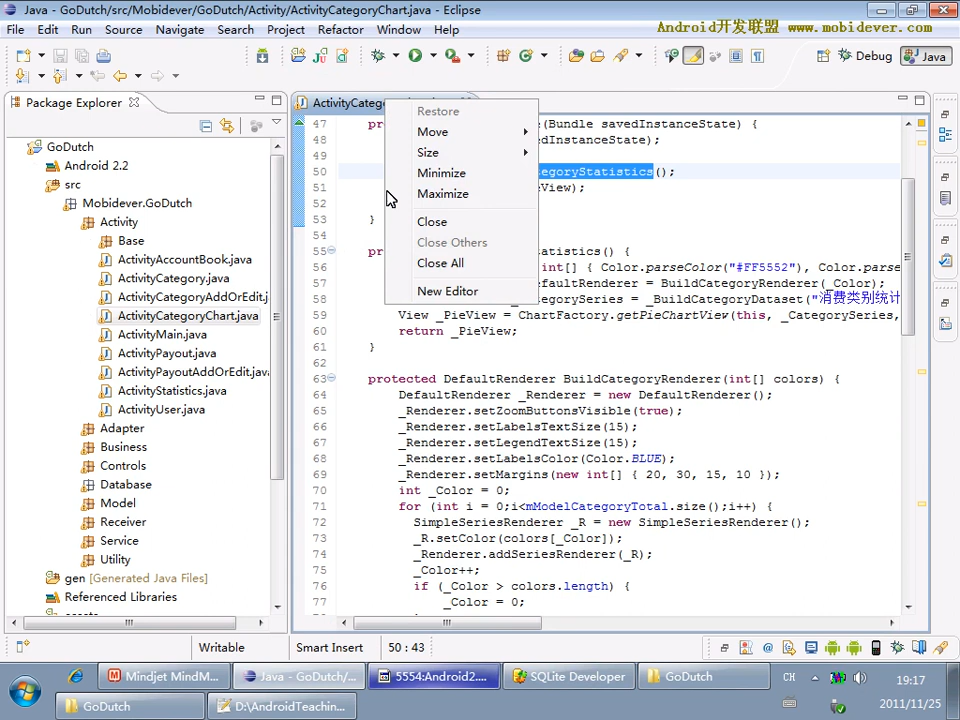 Java - GoDutch/src/Mobidever/GoDutch/Activity/ActivityCategoryChart.java - Eclipse
File Edit Run Source Navigate Search Project Refactor Window Help
Android开发联盟 www.mobidever.com
Debug Java
Package Explorer
ActivityCatego
GoDutch
Android 2.2
src
Mobidever.GoDutch
Activity
Base
ActivityAccountBook.java
ActivityCategory.java
ActivityCategoryAddOrEdit.j
ActivityCategoryChart.java
ActivityMain.java
ActivityPayout.java
ActivityPayoutAddOrEdit.java
ActivityStatistics.java
ActivityUser.java
Adapter
Business
Controls
Database
Model
Receiver
Service
Utility
gen [Generated Java Files]
Referenced Libraries
Restore
Move
Size
Minimize
Maximize
Close
Close Others
Close All
New Editor
47 pro (Bundle savedInstanceState) {
48 edInstanceState);
49
50 tegoryStatistics();
51 eView);
52
53 }
54
55 pr tistics() {
56 int[] { Color.parseColor("#FF5552"), Color.parse
57 efaultRenderer = BuildCategoryRenderer(_Color);
58 egorySeries = _BuildCategoryDataset("消费类别统计
59 View _PieView = ChartFactory.getPieChartView(this, _CategorySeries,
60 return _PieView;
61 }
62
63 protected DefaultRenderer BuildCategoryRenderer(int[] colors) {
64 DefaultRenderer _Renderer = new DefaultRenderer();
65 _Renderer.setZoomButtonsVisible(true);
66 _Renderer.setLabelsTextSize(15);
67 _Renderer.setLegendTextSize(15);
68 _Renderer.setLabelsColor(Color.BLUE);
69 _Renderer.setMargins(new int[] { 20, 30, 15, 10 });
70 int _Color = 0;
71 for (int i = 0;i<mModelCategoryTotal.size();i++) {
72 SimpleSeriesRenderer _R = new SimpleSeriesRenderer();
73 _R.setColor(colors[_Color]);
74 _Renderer.addSeriesRenderer(_R);
75 _Color++;
76 if (_Color > colors.length) {
77 _Color = 0;
Writable Smart Insert 50 : 43
Mindjet MindM... Java - GoDutch/... 5554:Android2.... SQLite Developer GoDutch CH 19:17
GoDutch D:\AndroidTeachin... 2011/11/25